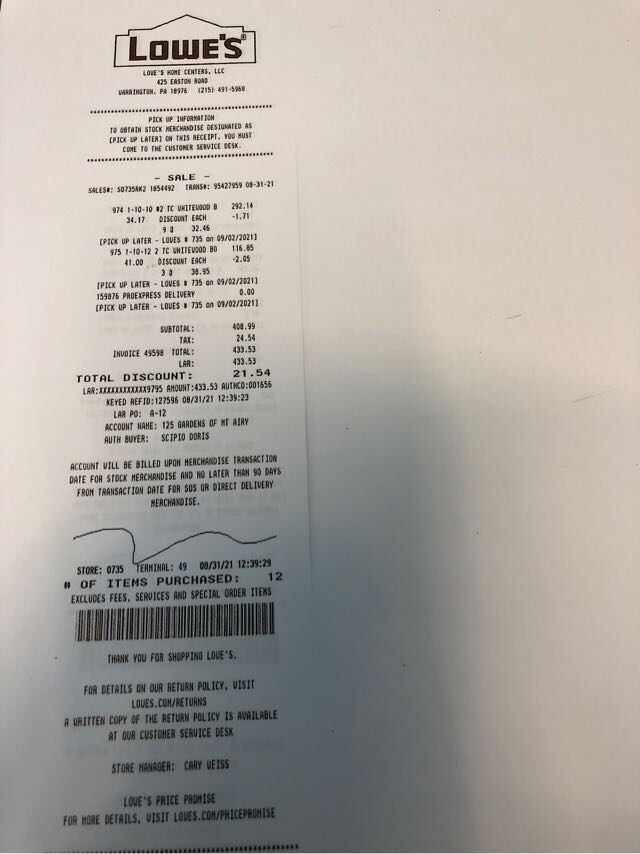 LOWE'S®
LOWE'S HOME CENTERS, LLC
425 EASTON ROAD
WARRINGTON, PA 18976 (215) 491-5968
PICK UP INFORMATION
TO OBTAIN STOCK MERCHANDISE DESIGNATED AS
[PICK UP LATER] ON THIS RECEIPT, YOU MUST
COME TO THE CUSTOMER SERVICE DESK.
- SALE -
SALES#: S0735RK2 1854492 TRANS#: 95427959 08-31-21
974 1-10-10 #2 TC WHITEWOOD B 292.14
34.17 DISCOUNT EACH -1.71
9 @ 32.46
[PICK UP LATER - LOWES # 735 on 09/02/2021]
975 1-10-12 2 TC WHITEWOOD BO 116.85
41.00 DISCOUNT EACH -2.05
3 @ 38.95
[PICK UP LATER - LOWES # 735 on 09/02/2021]
159876 PROEXPRESS DELIVERY 0.00
[PICK UP LATER - LOWES # 735 on 09/02/2021]
SUBTOTAL: 408.99
TAX: 24.54
INVOICE 49598 TOTAL: 433.53
LAR: 433.53
TOTAL DISCOUNT: 21.54
LAR:XXXXXXXXXXXX9795 AMOUNT:433.53 AUTHCD:001656
KEYED REFID:127596 08/31/21 12:39:23
LAR PO: A-12
ACCOUNT NAME: 125 GARDENS OF MT AIRY
AUTH BUYER: SCIPIO DORIS
ACCOUNT WILL BE BILLED UPON MERCHANDISE TRANSACTION
DATE FOR STOCK MERCHANDISE AND NO LATER THAN 90 DAYS
FROM TRANSACTION DATE FOR SOS OR DIRECT DELIVERY
MERCHANDISE.
STORE: 0735 TERMINAL: 49 08/31/21 12:39:29
# OF ITEMS PURCHASED: 12
EXCLUDES FEES, SERVICES AND SPECIAL ORDER ITEMS
THANK YOU FOR SHOPPING LOWE'S.
FOR DETAILS ON OUR RETURN POLICY, VISIT
LOWES.COM/RETURNS
A WRITTEN COPY OF THE RETURN POLICY IS AVAILABLE
AT OUR CUSTOMER SERVICE DESK
STORE MANAGER: CARY WEISS
LOWE'S PRICE PROMISE
FOR MORE DETAILS, VISIT LOWES.COM/PRICEPROMISE